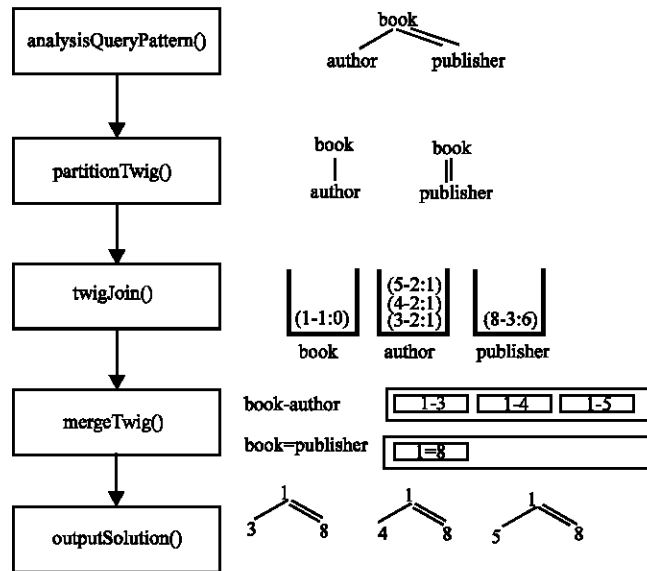 analysisQueryPattern()
book
author publisher
partitionTwig()
book book
author publisher
twigJoin()
(5-2:1)
(4-2:1)
(1-1:0) (3-2:1) (8-3:6)
book author publisher
mergeTwig()
book-author 1-3 1-4 1-5
book=publisher 1=8
outputSolution()
1 1 1
3 8 4 8 5 8